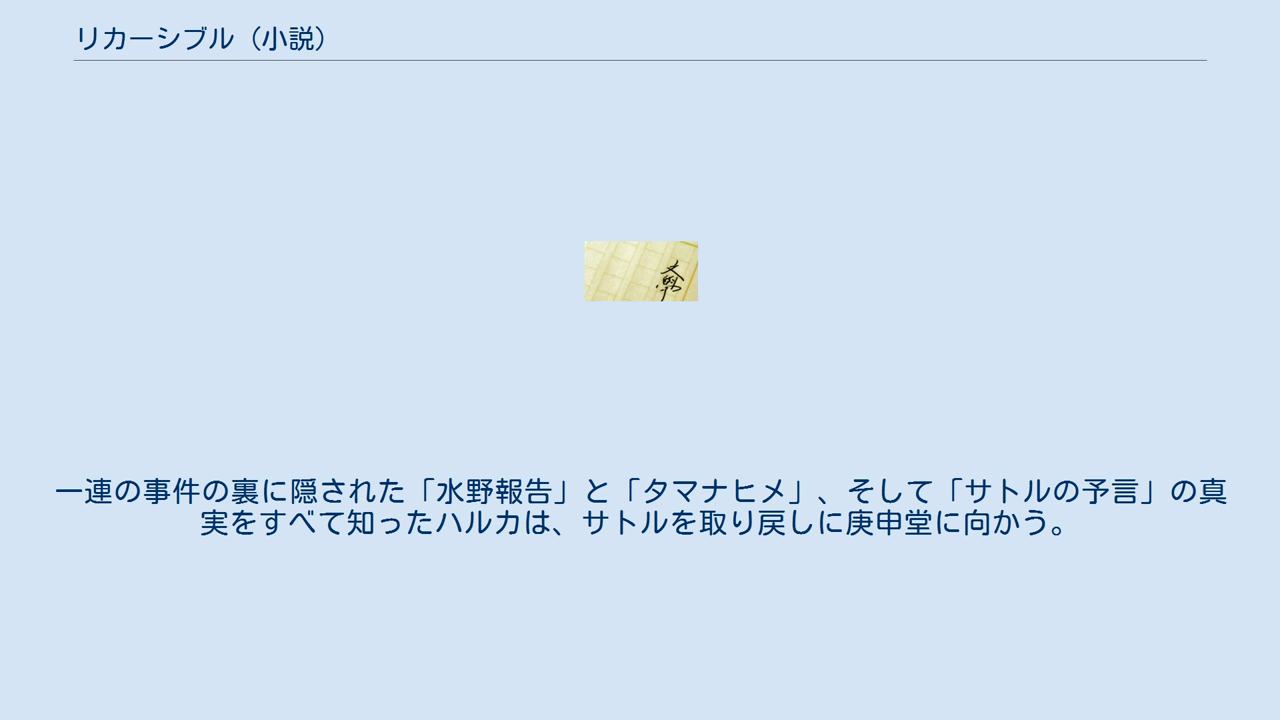 リカーシブル（小説）
一連の事件の裏に隠された「水野報告」と「タマナヒメ」、そして「サトルの予言」の真
実をすべて知ったハルカは、サトルを取り戻しに庚申堂に向かう。